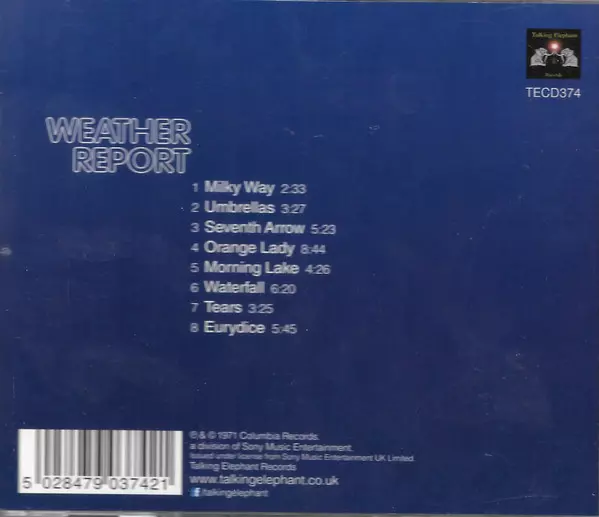 Talking Elephant
Records
TECD374
WEATHER
REPORT
1 Milky Way 2:33
2 Umbrellas 3:27
3 Seventh Arrow 5:23
4 Orange Lady 8:44
5 Morning Lake 4:26
6 Waterfall 6:20
7 Tears 3:25
8 Eurydice 5:45
℗ & © 1971 Columbia Records.
a division of Sony Music Entertainment.
Issued under license from Sony Music Entertainment UK Limited.
Talking Elephant Records
www.talkingelephant.co.uk
f/talkingelephant
5 028479 037421